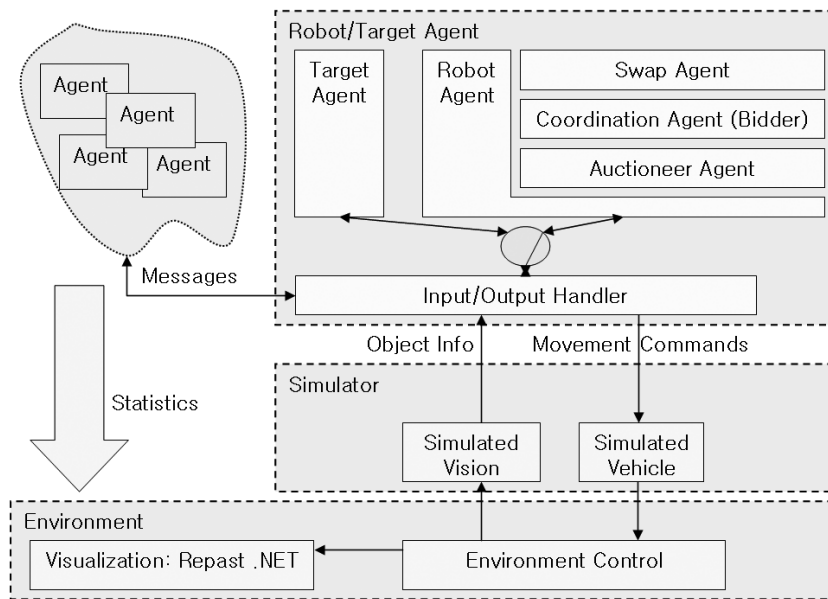 Robot/Target Agent
Agent
Agent
Agent
Agent
Target
Agent
Robot
Agent
Swap Agent
Coordination Agent (Bidder)
Auctioneer Agent
Messages
Input/Output Handler
Object Info
Movement Commands
Statistics
Simulator
Simulated
Vision
Simulated
Vehicle
Environment
Visualization: Repast .NET
Environment Control